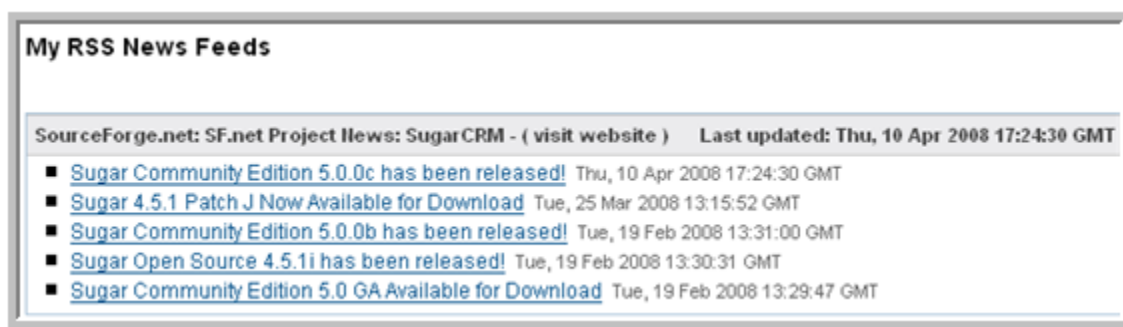 My RSS News Feeds
SourceForge.net: SF.net Project News: SugarCRM - ( visit website ) Last updated: Thu, 10 Apr 2008 17:24:30 GMT
Sugar Community Edition 5.0.0c has been released! Thu, 10 Apr 2008 17:24:30 GMT
Sugar 4.5.1 Patch J Now Available for Download Tue, 25 Mar 2008 13:15:52 GMT
Sugar Community Edition 5.0.0b has been released! Tue, 19 Feb 2008 13:31:00 GMT
Sugar Open Source 4.5.1i has been released! Tue, 19 Feb 2008 13:30:31 GMT
Sugar Community Edition 5.0 GA Available for Download Tue, 19 Feb 2008 13:29:47 GMT